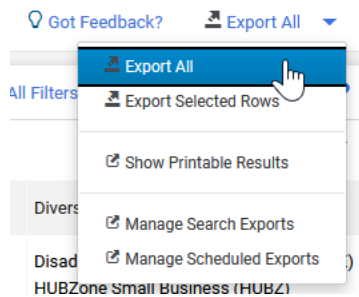 Got Feedback? Export All
Export All
All Filters
Export Selected Rows
Show Printable Results
Divers
Manage Search Exports
Disad
Manage Scheduled Exports
HUBZone Small Business (HUBZ)